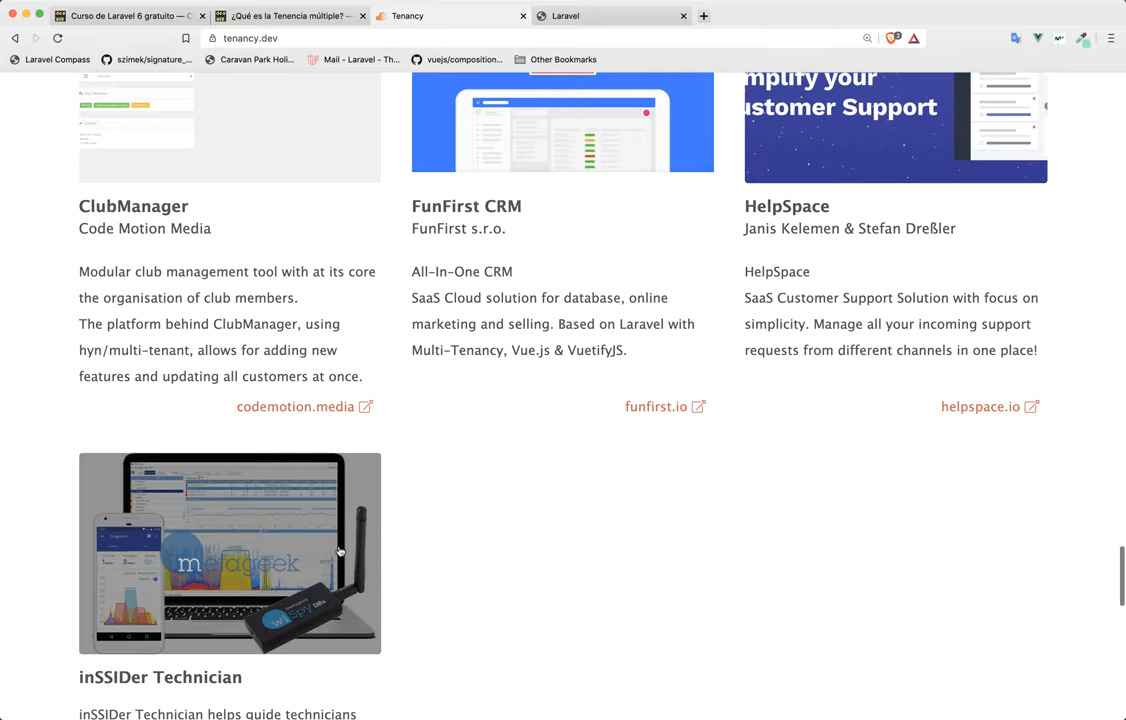 Curso de Laravel 6 gratuito — C
¿Qué es la Tenencia múltiple? —
Tenancy
Laravel
tenancy.dev
Laravel Compass
szimek/signature_...
Caravan Park Holi...
Mail - Laravel - Th...
vuejs/composition...
Other Bookmarks
mplify your
ustomer Support
ClubManager
Code Motion Media
Modular club management tool with at its core
the organisation of club members.
The platform behind ClubManager, using
hyn/multi-tenant, allows for adding new
features and updating all customers at once.
codemotion.media
FunFirst CRM
FunFirst s.r.o.
All-In-One CRM
SaaS Cloud solution for database, online
marketing and selling. Based on Laravel with
Multi-Tenancy, Vue.js & VuetifyJS.
funfirst.io
HelpSpace
Janis Kelemen & Stefan Dreßler
HelpSpace
SaaS Customer Support Solution with focus on
simplicity. Manage all your incoming support
requests from different channels in one place!
helpspace.io
metageek
wiSpy DBx
inSSIDer Technician
inSSIDer Technician helps guide technicians